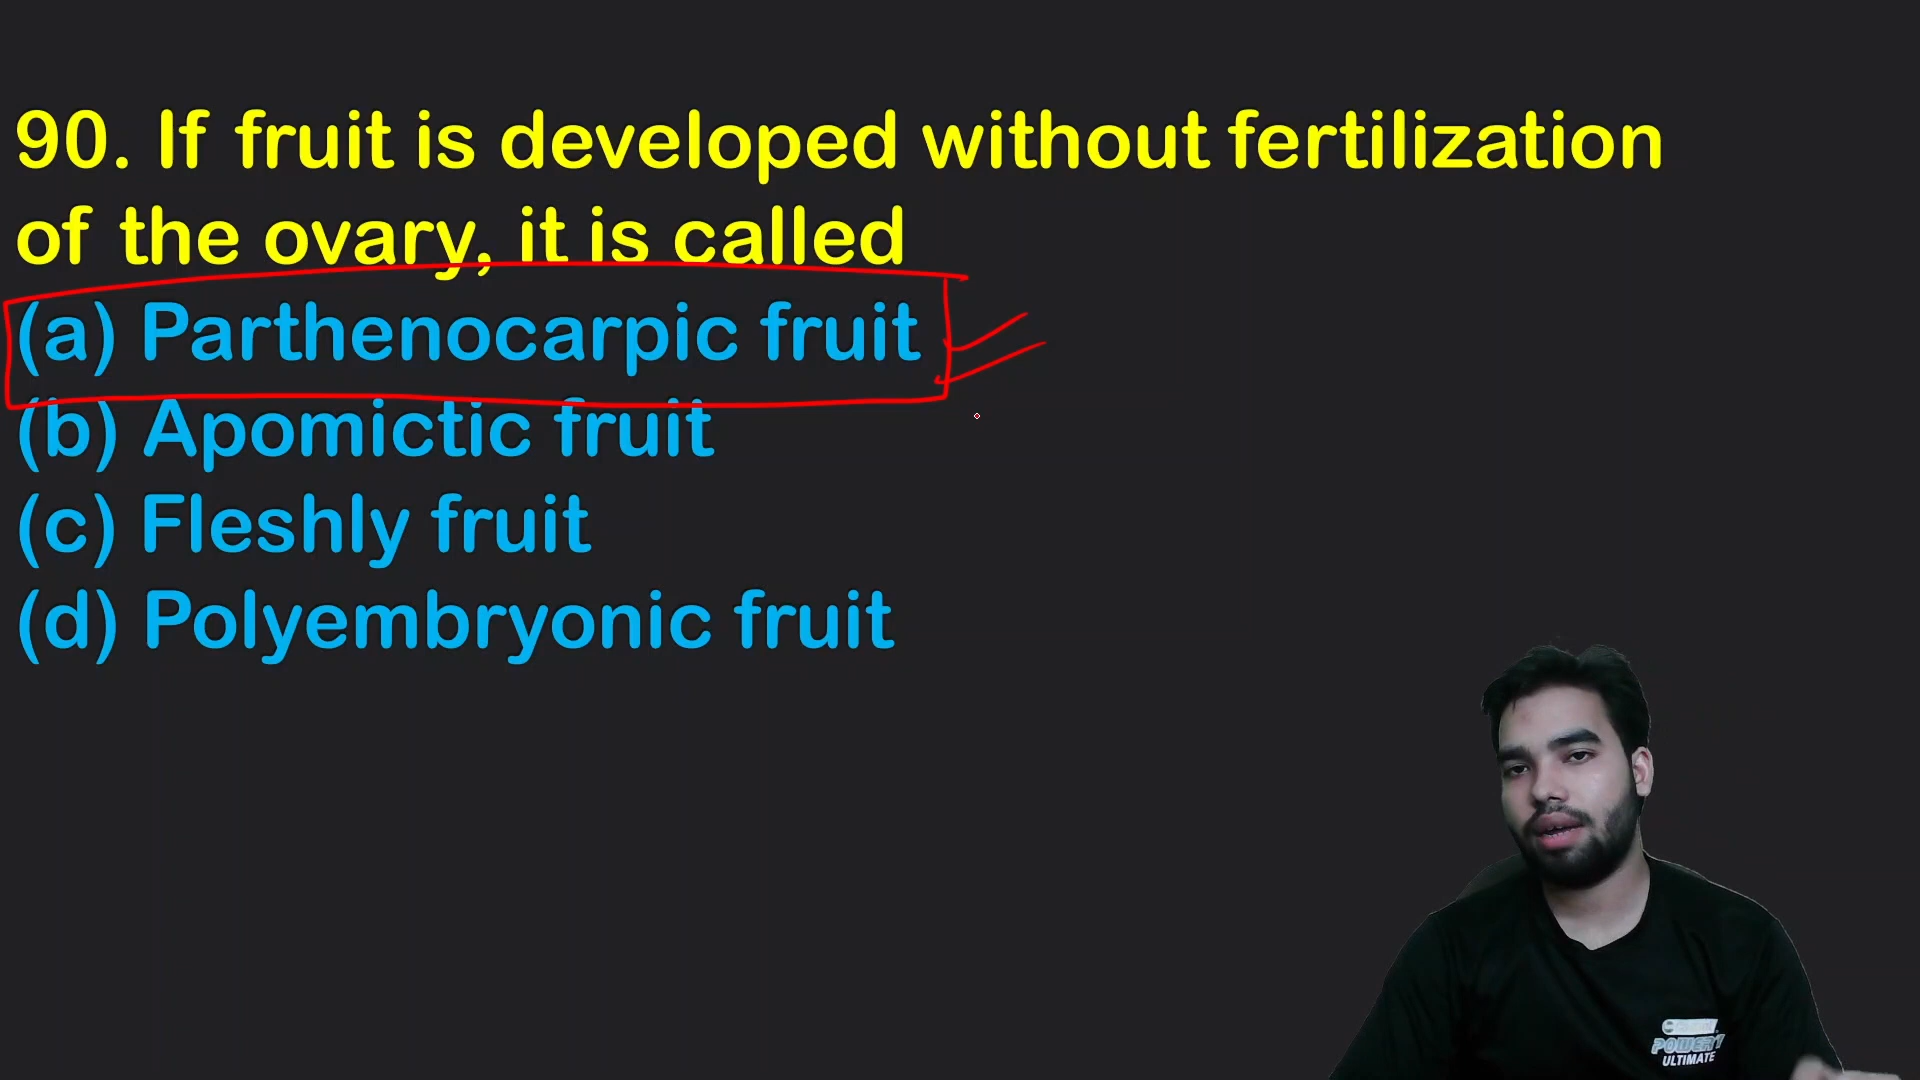 90. If fruit is developed without fertilization
of the ovary, it is called
(a) Parthenocarpic fruit
(b) Apomictic fruit
(c) Fleshly fruit
(d) Polyembryonic fruit
ULTIMATE